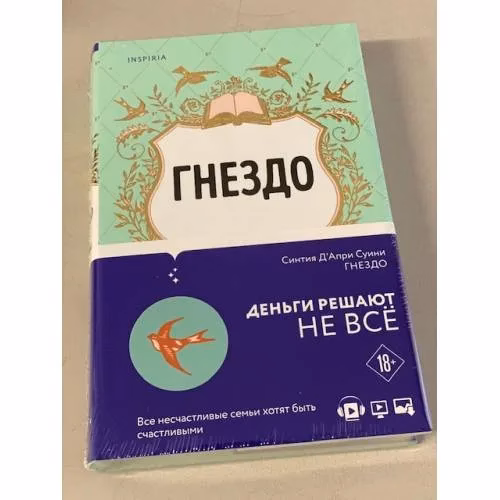 INSPIRIA
ГНЕЗДО
Синтия Д'Апри Суини
ГНЕЗДО
ДЕНЬГИ РЕШАЮТ
НЕ ВСЁ
18+
Все несчастливые семьи хотят быть
счастливыми